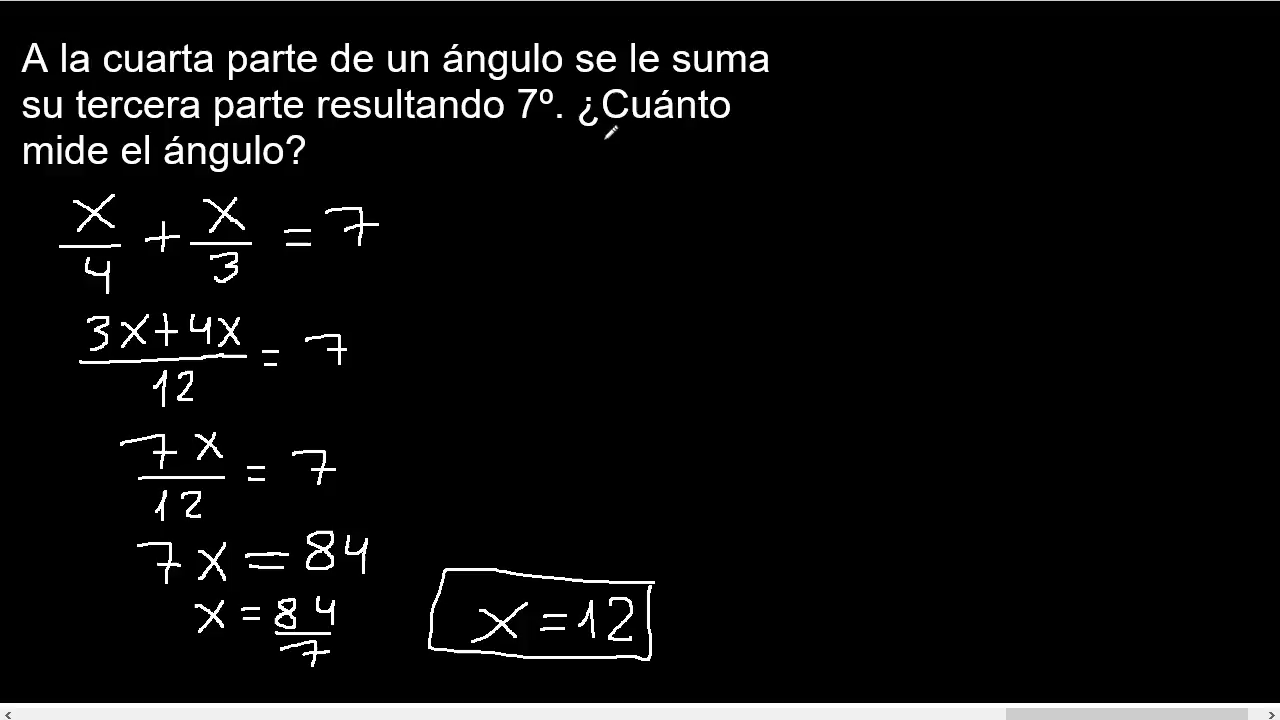 A la cuarta parte de un ángulo se le suma
su tercera parte resultando 7º. ¿Cuánto
mide el ángulo?
x/4 + x/3 = 7
3x+4x/12 = 7
7x/12 = 7
7x = 84
x = 84/7
x = 12